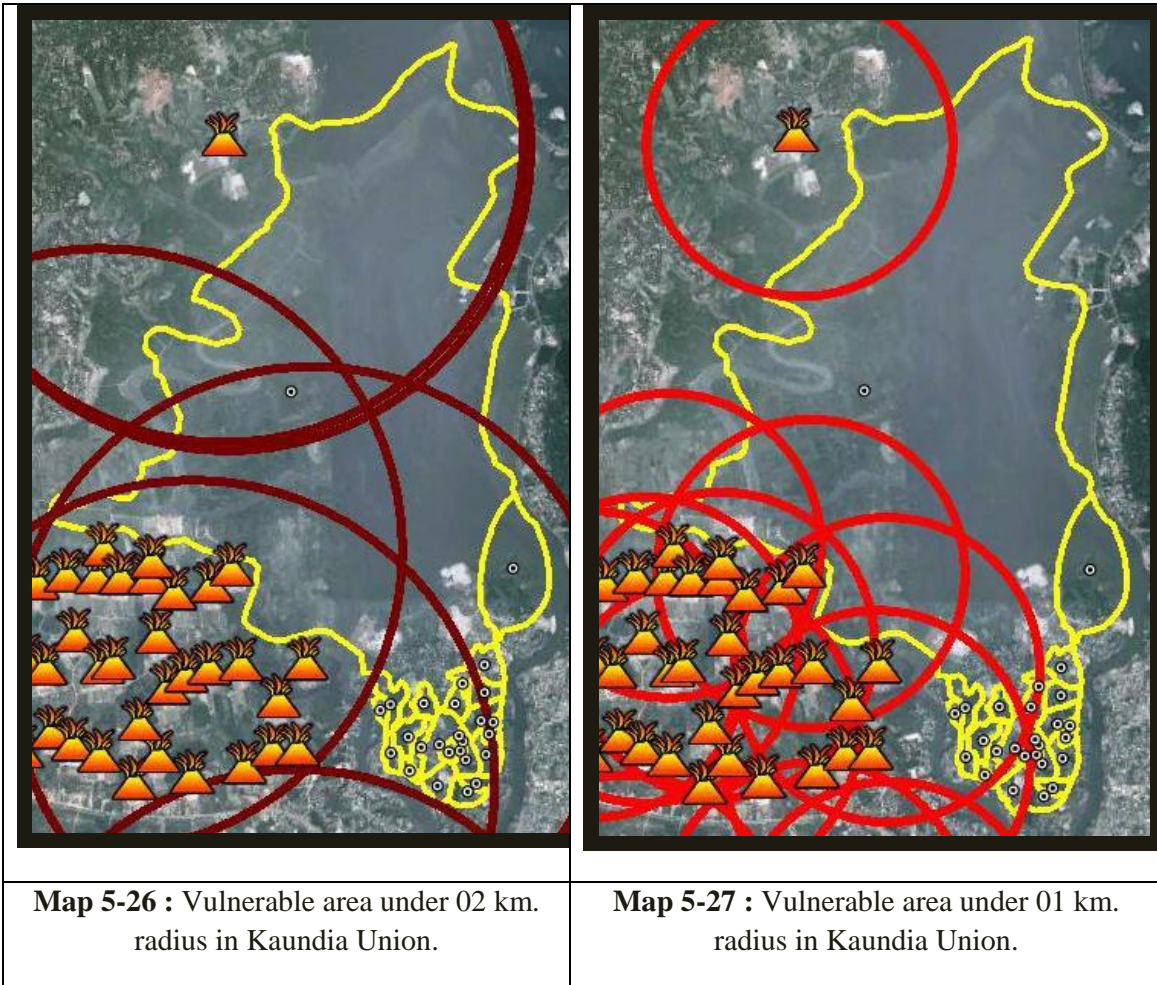 Map 5-26 : Vulnerable area under 02 km.
radius in Kaundia Union.
Map 5-27 : Vulnerable area under 01 km.
radius in Kaundia Union.